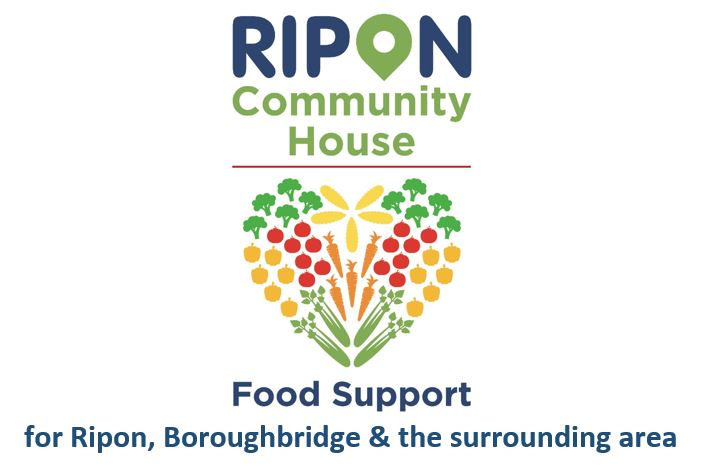 RIPON
Community
House
Food Support
for Ripon, Boroughbridge & the surrounding area